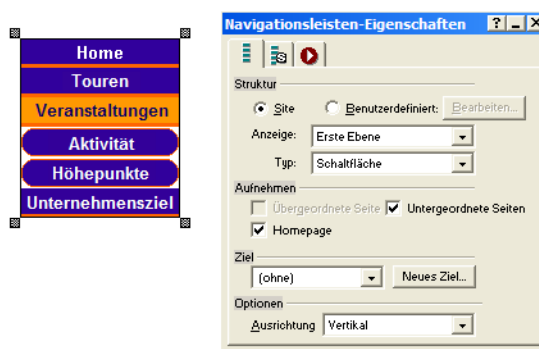 Home
Touren
Veranstaltungen
Aktivität
Höhepunkte
Unternehmensziel
Navigationsleisten-Eigenschaften
Struktur
Site Benutzerdefiniert: Bearbeiten...
Anzeige: Erste Ebene
Typ: Schaltfläche
Aufnehmen
Übergeordnete Seite Untergeordnete Seiten
Homepage
Ziel
(ohne) Neues Ziel...
Optionen
Ausrichtung Vertikal